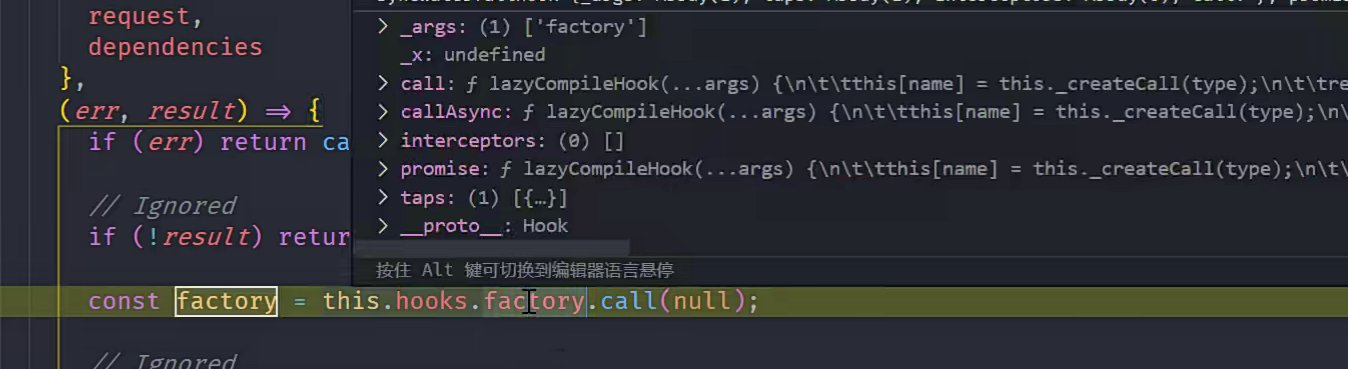 request,
dependencies
},
(err, result) => {
if (err) return ca
// Ignored
if (!result) retur
const factory = this.hooks.factory.call(null);
// Ignored
> _args: (1) ['factory']
_x: undefined
> call: ƒ lazyCompileHook(...args) {\n\t\tthis[name] = this._createCall(type);\n\t\tre
> callAsync: ƒ lazyCompileHook(...args) {\n\t\tthis[name] = this._createCall(type);\n\
> interceptors: (0) []
> promise: ƒ lazyCompileHook(...args) {\n\t\tthis[name] = this._createCall(type);\n\t\
> taps: (1) [{…}]
> __proto__: Hook
按住 Alt 键可切换到编辑器语言悬停